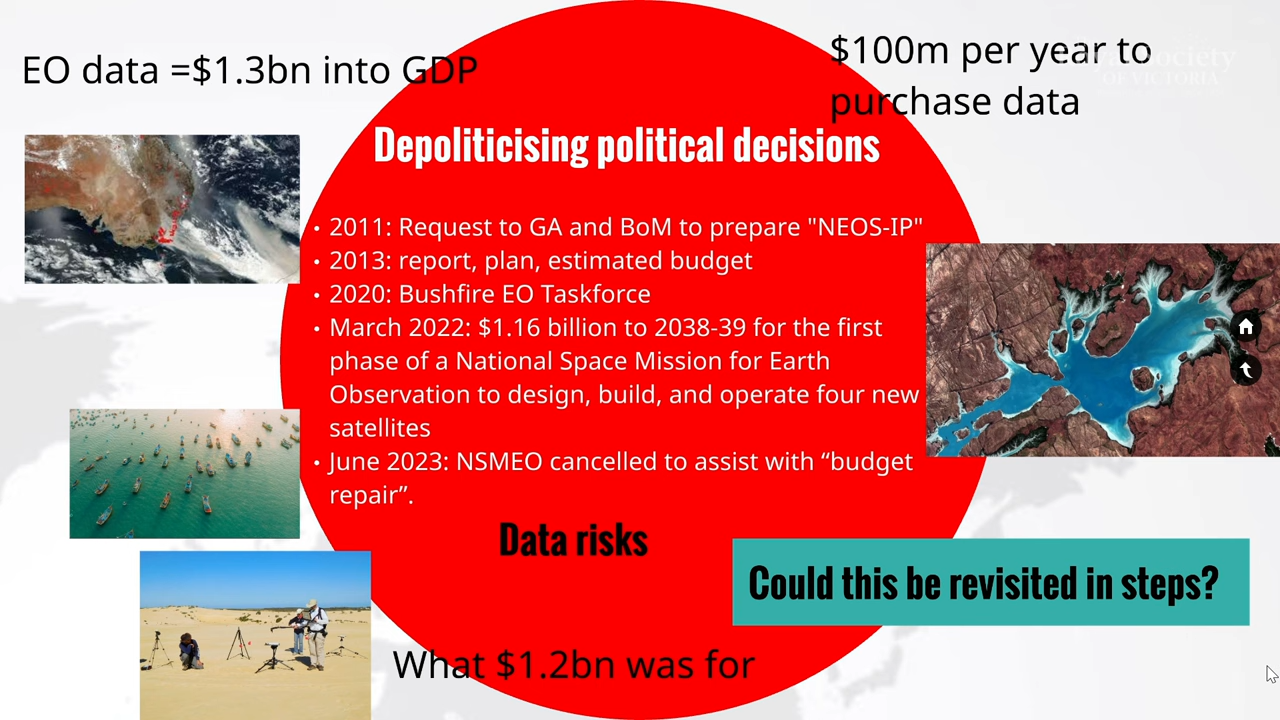 EO data =$1.3bn into GDP
$100m per year to
purchase data
Society
OF VICTORIA
Depoliticising political decisions
• 2011: Request to GA and BoM to prepare "NEOS-IP"
• 2013: report, plan, estimated budget
• 2020: Bushfire EO Taskforce
• March 2022: $1.16 billion to 2038-39 for the first
phase of a National Space Mission for Earth
Observation to design, build, and operate four new
satellites
• June 2023: NSMEO cancelled to assist with “budget
repair”.
Data risks
Could this be revisited in steps?
What $1.2bn was for